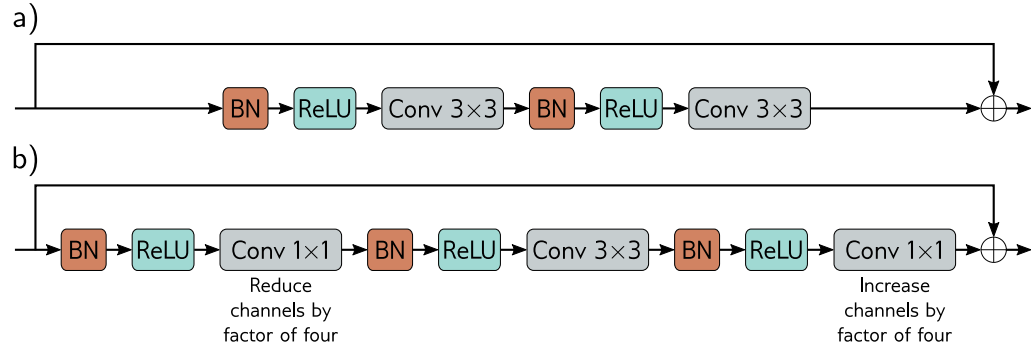 a)
BN ReLU Conv 3×3 BN ReLU Conv 3×3
b)
BN ReLU Conv 1×1 BN ReLU Conv 3×3 BN ReLU Conv 1×1
Reduce
channels by
factor of four
Increase
channels by
factor of four